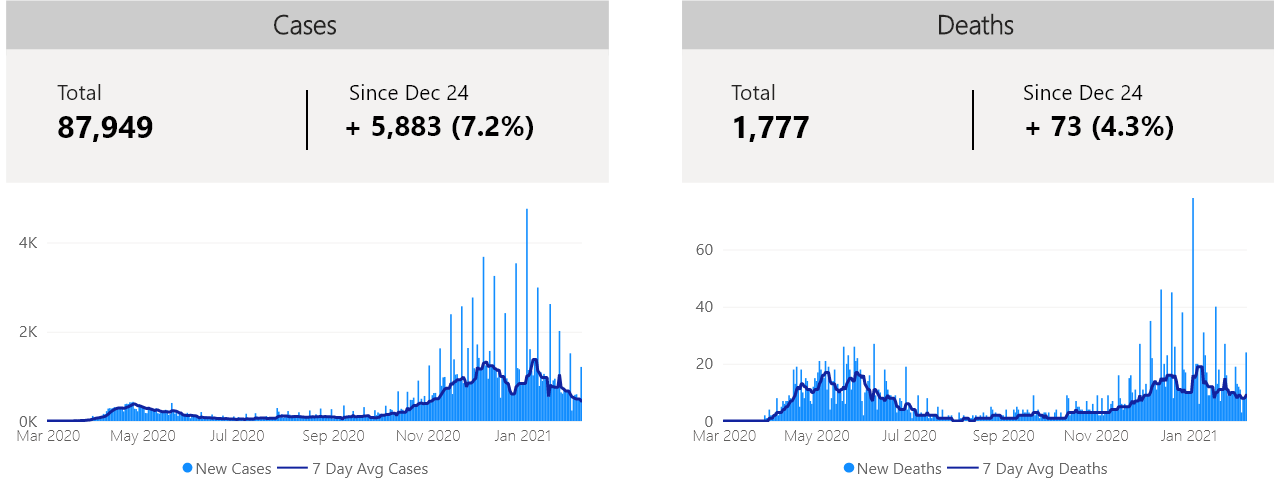 Cases
Total
Since Dec 24
87,949
+ 5,883 (7.2%)
4K
2K
0K
Mar 2020 May 2020 Jul 2020 Sep 2020 Nov 2020 Jan 2021
New Cases 7 Day Avg Cases
Deaths
Total
Since Dec 24
1,777
+ 73 (4.3%)
60
40
20
0
Mar 2020 May 2020 Jul 2020 Sep 2020 Nov 2020 Jan 2021
New Deaths 7 Day Avg Deaths